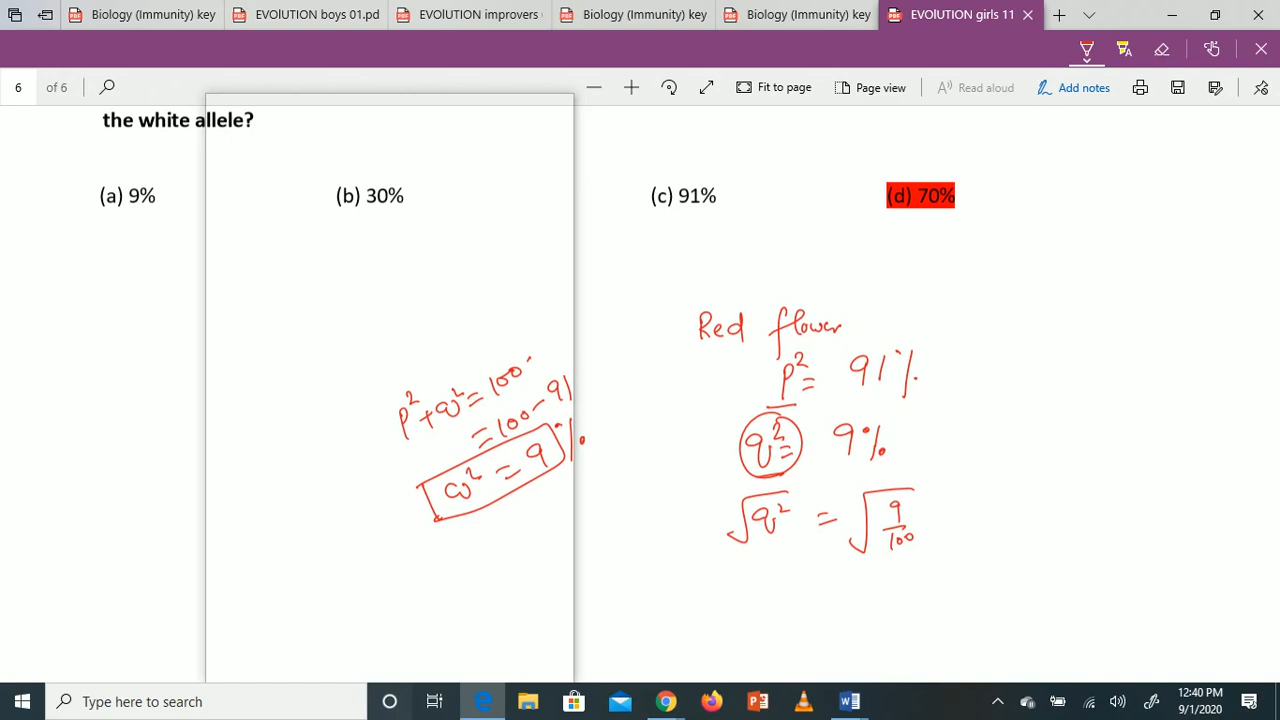 Biology (Immunity) key
EVOlUTION boys 01.pd
EVOlUTION improvers
Biology (Immunity) key
Biology (Immunity) key
EVOlUTION girls 11
6 of 6
Fit to page
Page view
Read aloud
Add notes
the white allele?
(a) 9%
(b) 30%
(c) 91%
(d) 70%
Red flower
p² = 91%
q² = 9%
√q² = √9/100
p² + q² = 100
= 100 - 91
q² = 9%
Type here to search
12:40 PM
9/1/2020